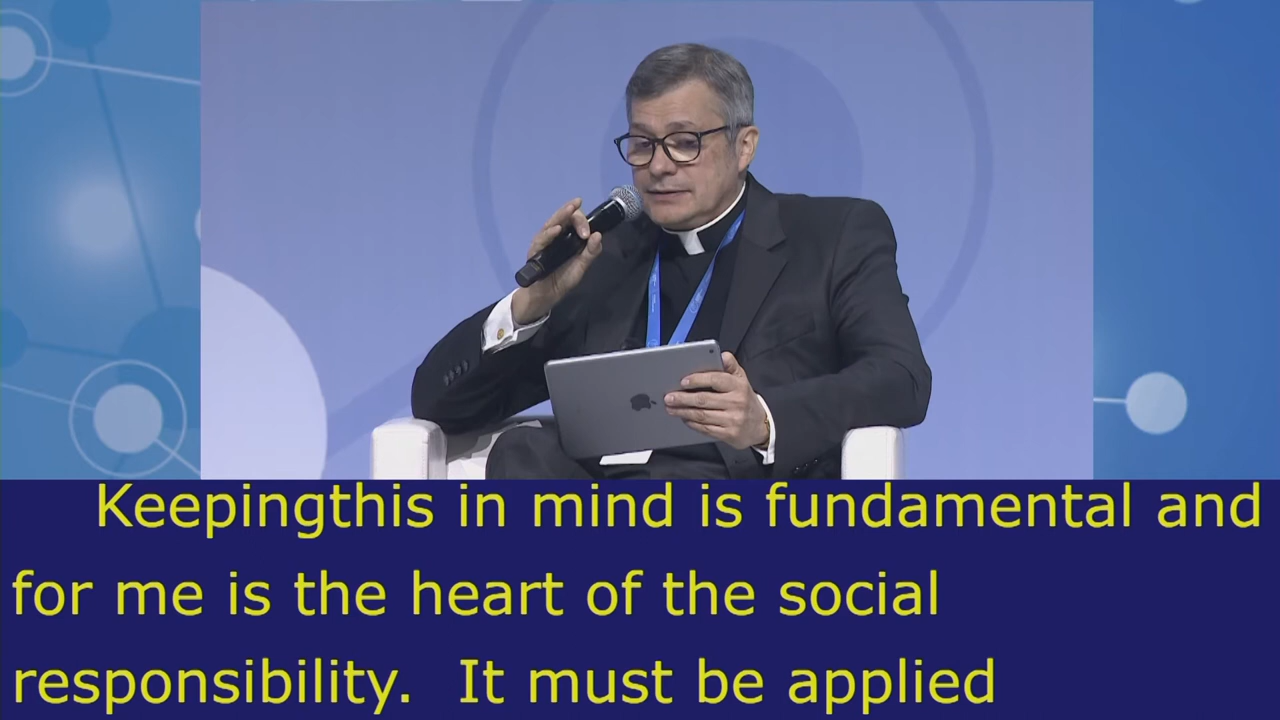 Keepingthis in mind is fundamental and
for me is the heart of the social
responsibility.  It must be applied